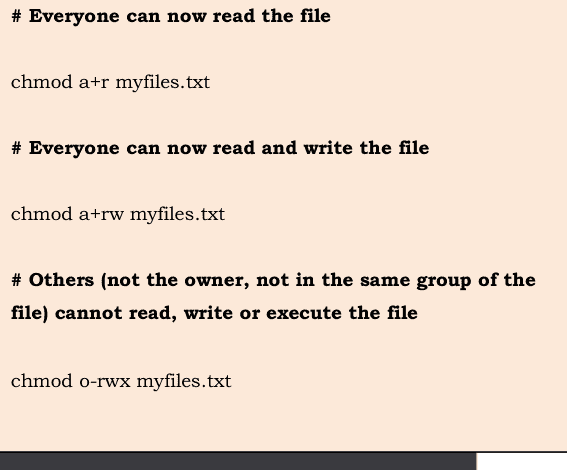 # Everyone can now read the file
chmod a+r myfiles.txt
# Everyone can now read and write the file
chmod a+rw myfiles.txt
# Others (not the owner, not in the same group of the
file) cannot read, write or execute the file
chmod o-rwx myfiles.txt